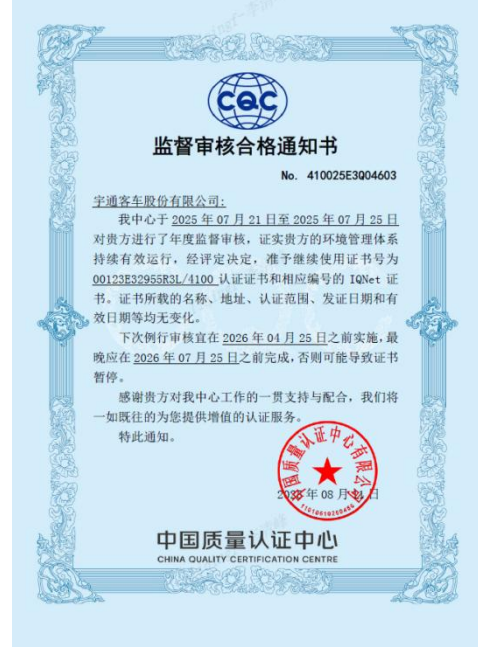 CQC
监督审核合格通知书
No. 410025E3Q04603
宇通客车股份有限公司:
我中心于 2025 年 07 月 21 日至 2025 年 07 月 25 日
对贵方进行了年度监督审核，证实贵方的环境管理体系
持续有效运行，经评定决定，准予继续使用证书号为
00123E32955R3L/4100 认证证书和相应编号的 IQNet 证
书。证书所载的名称、地址、认证范围、发证日期和有
效日期等均无变化。
下次例行审核宜在 2026 年 04 月 25 日之前实施，最
晚应在 2026 年 07 月 25 日之前完成，否则可能导致证书
暂停。
感谢贵方对我中心工作的一贯支持与配合，我们将
一如既往的为您提供增值的认证服务。
特此通知。
中国质量认证中心有限公司
年 08 月 日
中国质量认证中心
CHINA QUALITY CERTIFICATION CENTRE